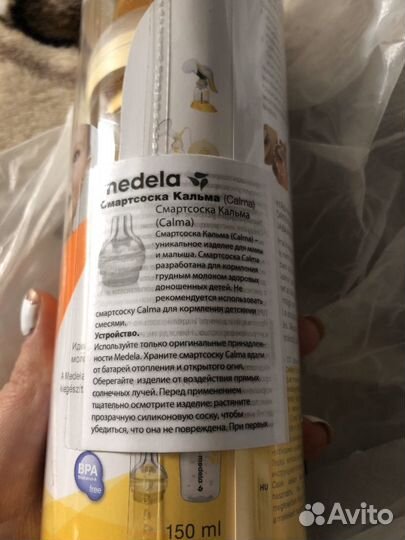 medela
Смартсоска Кальма (Calma)
Смартсоска Кальма
(Calma)
Смартсоска Кальма (Calma) –
уникальное изделие для мамы
и малыша. Смартсоска Calma
разработана для кормления
грудным молоком здоровых
доношенных детей. Не
рекомендуется использовать
смартсоску Calma для кормления детскими
смесями.
Устройство.
Используйте только оригинальные принадлеж-
ности Medela. Храните смартсоску Calma вдали
от батарей отопления и открытого огня.
Оберегайте изделие от воздействия прямых
солнечных лучей. Перед применением
тщательно осмотрите изделие: растяните
прозрачную силиконовую соску, чтобы
убедиться, что она не повреждена. При первых
A Medela
BPA
free
medela
150 ml
HU
Avito